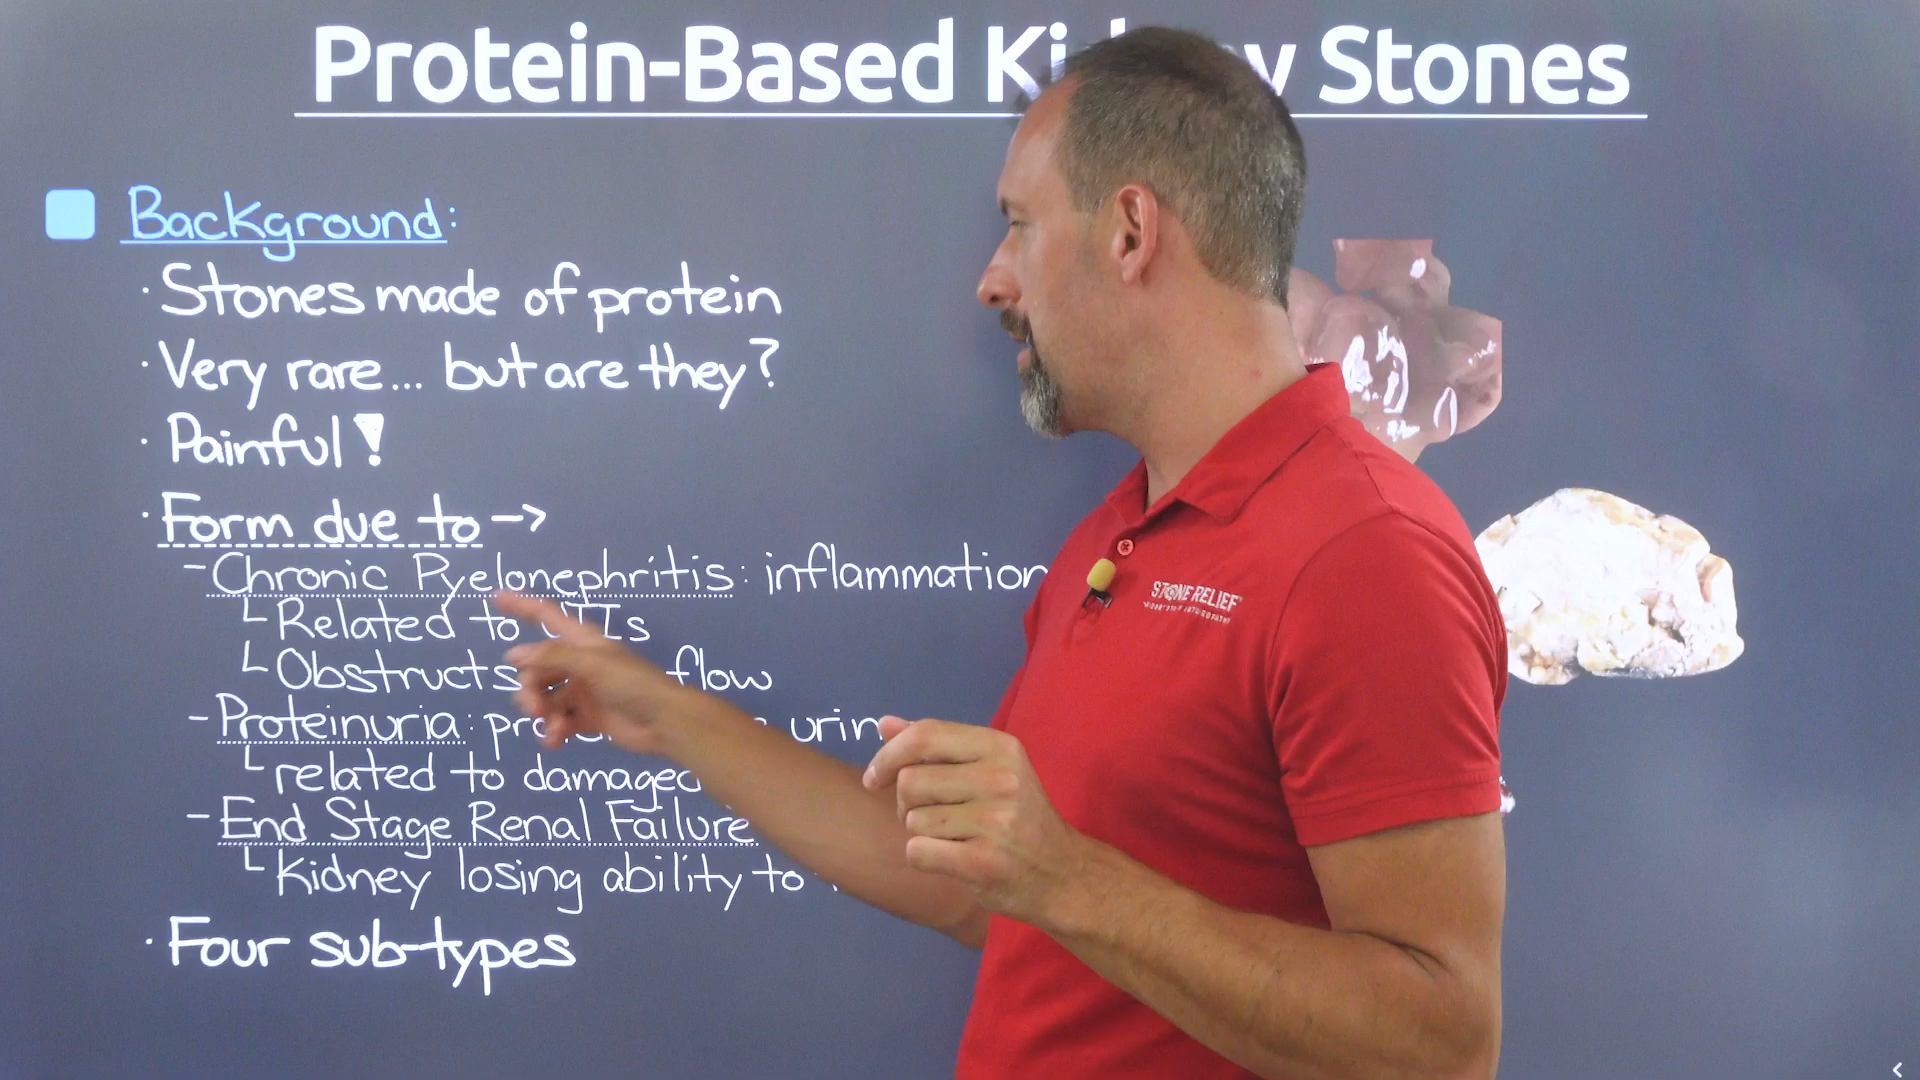 Protein-Based Kidney Stones
Background:
· Stones made of protein
· Very rare... but are they?
· Painful!
· Form due to →
- Chronic Pyelonephritis: inflammation
Related to UTIs
Obstructs flow
- Proteinuria: urin
related to damaged
- End Stage Renal Failure
Kidney losing ability to
· Four sub-types
STONE RELIEF